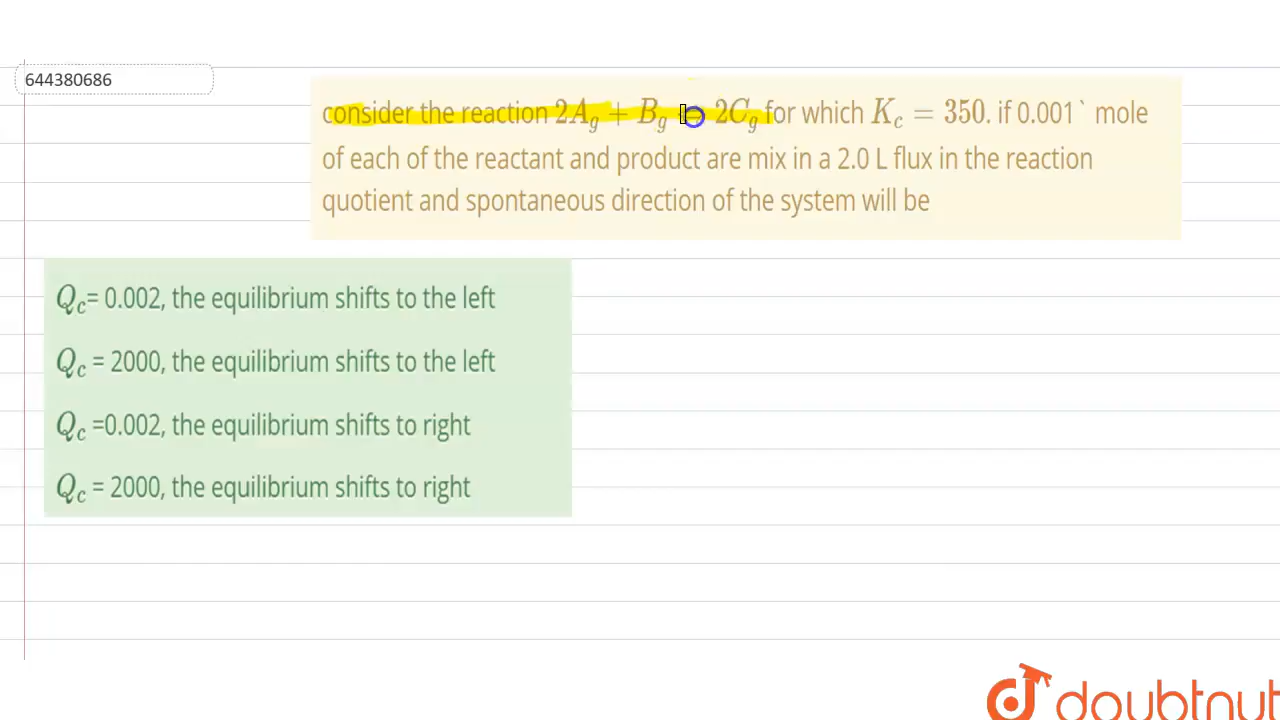 644380686
consider the reaction 2A_g + B_g → 2C_g for which K_c = 350. if 0.001` mole
of each of the reactant and product are mix in a 2.0 L flux in the reaction
quotient and spontaneous direction of the system will be
Q_c= 0.002, the equilibrium shifts to the left
Q_c = 2000, the equilibrium shifts to the left
Q_c =0.002, the equilibrium shifts to right
Q_c = 2000, the equilibrium shifts to right
doubtnut